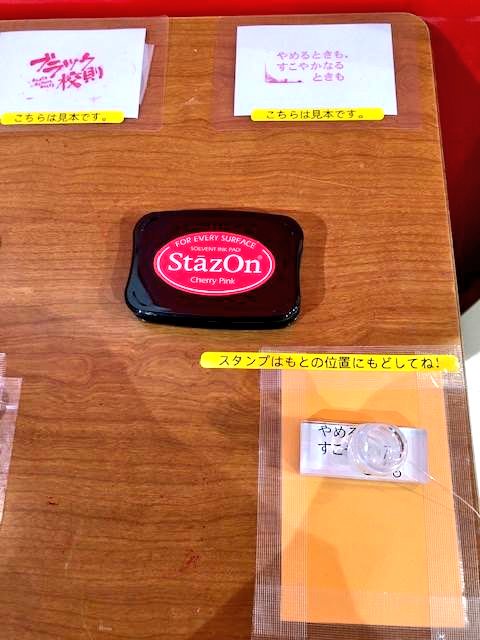 ブラック
校則
こちらは見本です。
やめるときも、
すこやかなる
ときも
こちらは見本です。
FOR EVERY SURFACE
SOLVENT INK PAD
StāzOn
Cherry Pink
スタンプはもとの位置にもどしてね!
やめる
すこ
も